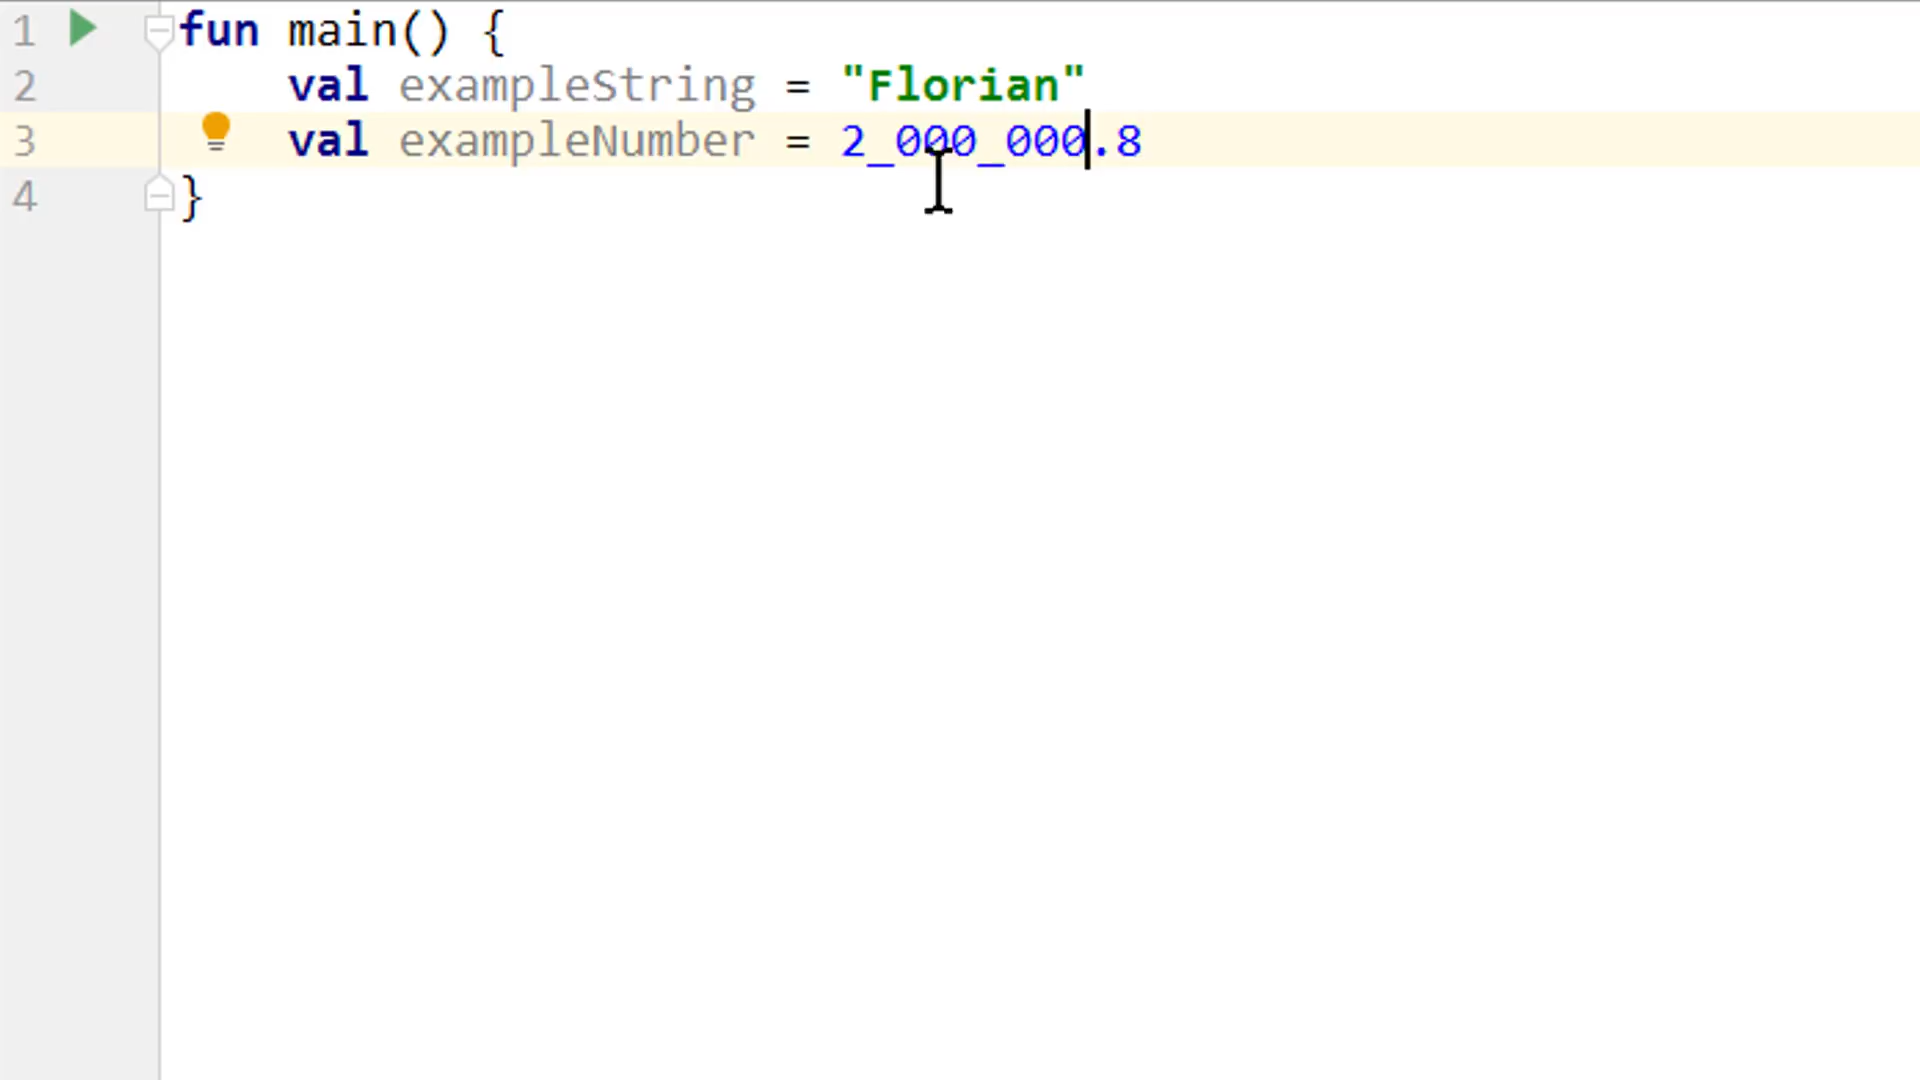 1 fun main() {
2 val exampleString = "Florian"
3 val exampleNumber = 2_000_000.8
4 }